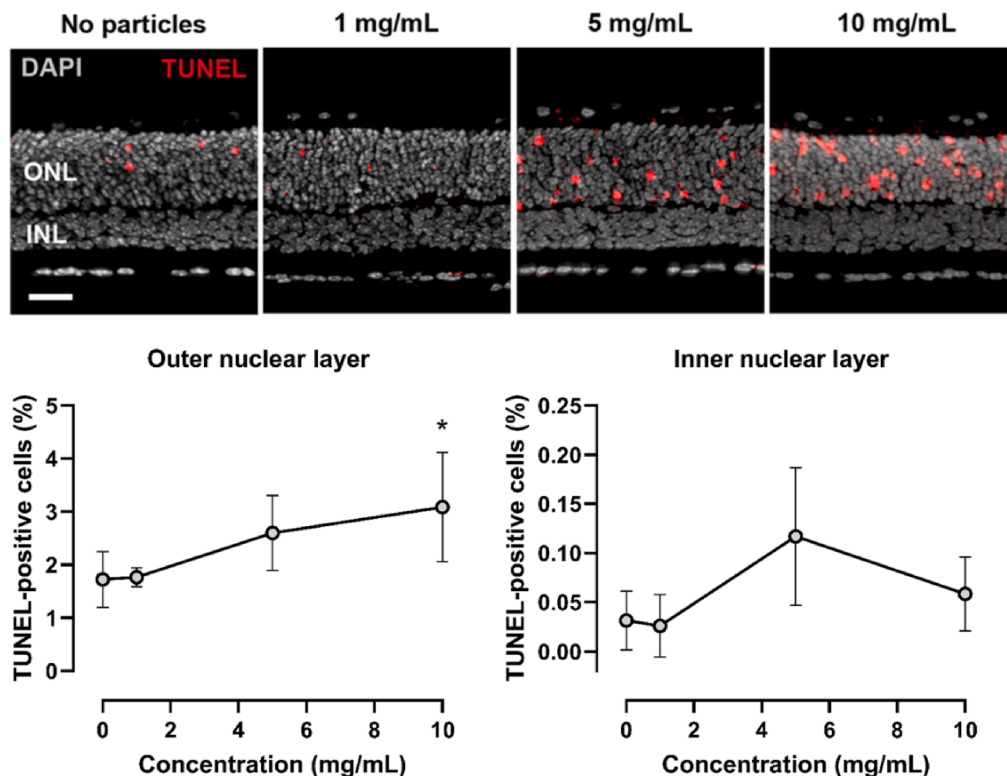 No particles 1 mg/mL 5 mg/mL 10 mg/mL
DAPI TUNEL
ONL
INL
Outer nuclear layer
TUNEL-positive cells (%)
5
4
3
2
1
0
*
0 2 4 6 8 10
Concentration (mg/mL)
Inner nuclear layer
TUNEL-positive cells (%)
0.25
0.20
0.15
0.10
0.05
0.00
0 2 4 6 8 10
Concentration (mg/mL)